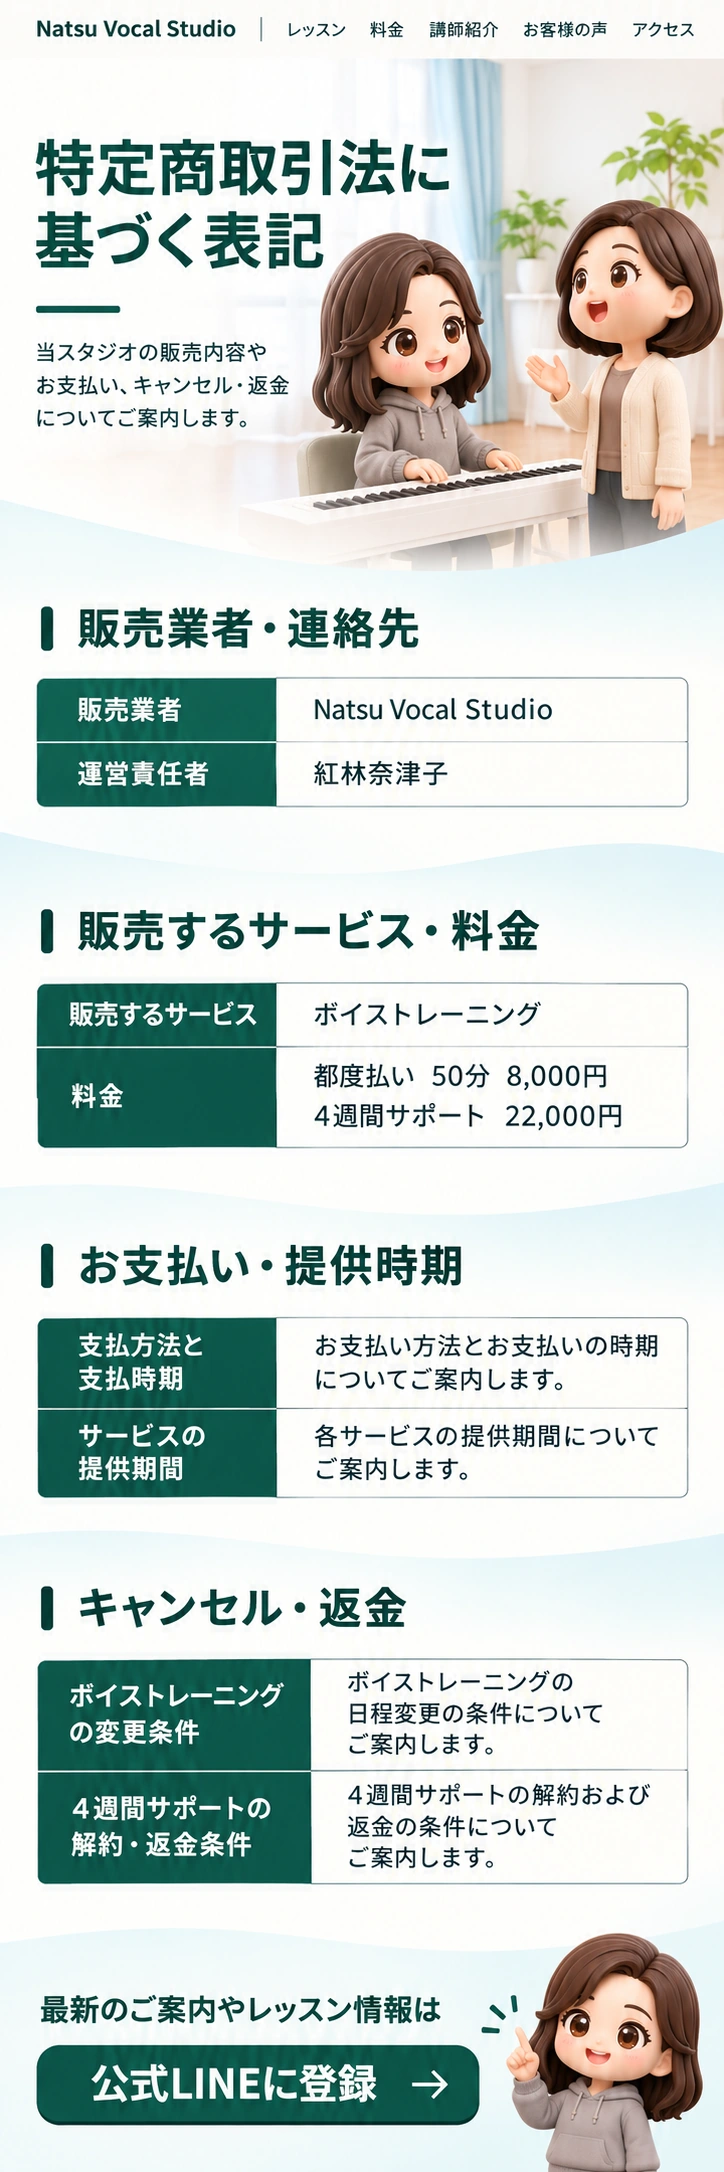 Natsu Vocal Studio | レッスン 料金 講師紹介 お客様の声 アクセス
特定商取引法に
基づく表記
当スタジオの販売内容や
お支払い、キャンセル・返金
についてご案内します。
販売業者・連絡先
販売業者 Natsu Vocal Studio
運営責任者 紅林奈津子
販売するサービス・料金
販売するサービス ボイストレーニング
料金
都度払い 50分 8,000円
4週間サポート 22,000円
お支払い・提供時期
支払方法と
支払時期
お支払い方法とお支払いの時期
についてご案内します。
サービスの
提供期間
各サービスの提供期間について
ご案内します。
キャンセル・返金
ボイストレーニング
の変更条件
ボイストレーニングの
日程変更の条件について
ご案内します。
4週間サポートの
解約・返金条件
4週間サポートの解約および
返金の条件について
ご案内します。
最新のご案内やレッスン情報は
公式LINEに登録 →